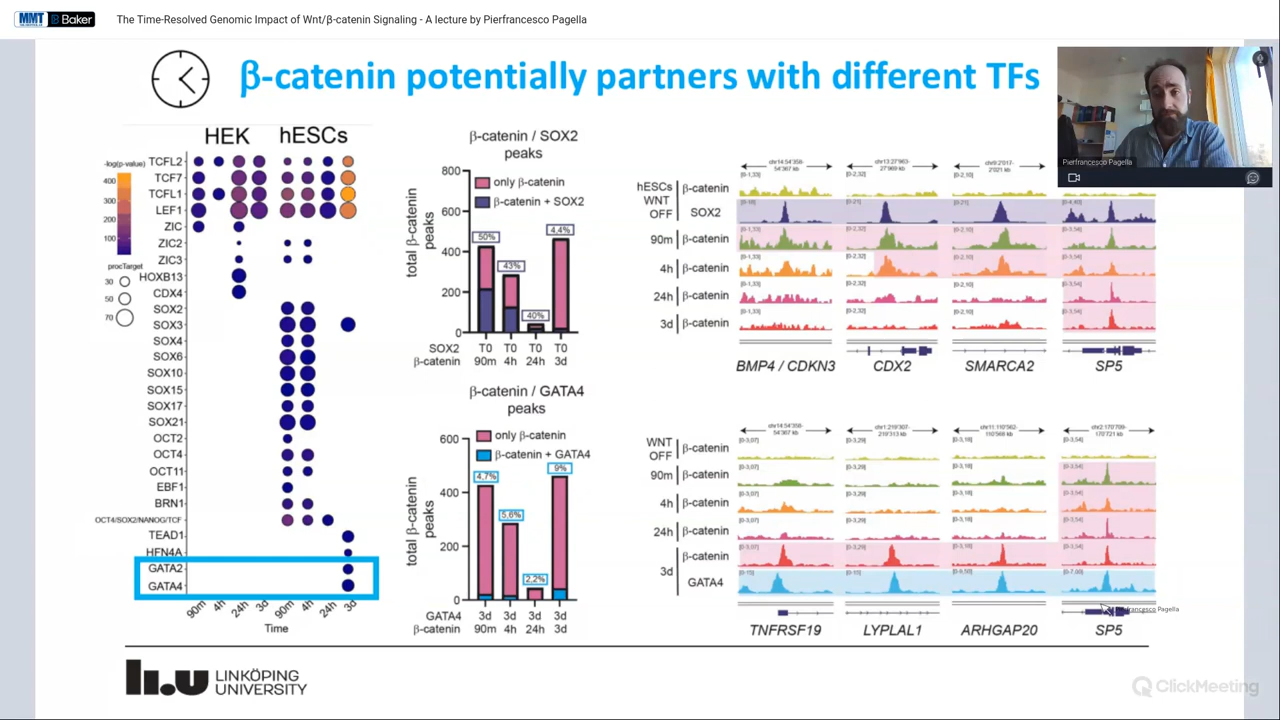 MMT Baker
The Time-Resolved Genomic Impact of Wnt/β-catenin Signaling - A lecture by Pierfrancesco Pagella
β-catenin potentially partners with different TFs
Pierfrancesco Pagella
HEK hESCs
-log(p-value)
400
300
200
100
procTarget
30
50
70
TCFL2
TCF7
TCFL1
LEF1
ZIC
ZIC2
ZIC3
HOXB13
CDX4
SOX2
SOX3
SOX4
SOX6
SOX10
SOX15
SOX17
SOX21
OCT2
OCT4
OCT11
EBF1
BRN1
OCT4/SOX2/NANOG/TCF
TEAD1
HFN4A
GATA2
GATA4
90m 4h 24h 3d 90m 4h 24h 3d
Time
β-catenin / SOX2
peaks
only β-catenin
β-catenin + SOX2
total β-catenin
peaks
800
600
400
200
0
50%
43%
40%
4,4%
SOX2 T0 T0 T0 T0
β-catenin 90m 4h 24h 3d
β-catenin / GATA4
peaks
only β-catenin
β-catenin + GATA4
total β-catenin
peaks
600
400
200
0
4,7%
5,6%
2,2%
9%
GATA4 3d 3d 3d 3d
β-catenin 90m 4h 24h 3d
hESCs
WNT
OFF
β-catenin
SOX2
90m β-catenin
4h β-catenin
24h β-catenin
3d β-catenin
BMP4 / CDKN3 CDX2 SMARCA2 SP5
WNT
OFF
β-catenin
90m β-catenin
4h β-catenin
24h β-catenin
3d
β-catenin
GATA4
TNFRSF19 LYPLAL1 ARHGAP20 SP5
LINKÖPING
UNIVERSITY
ClickMeeting